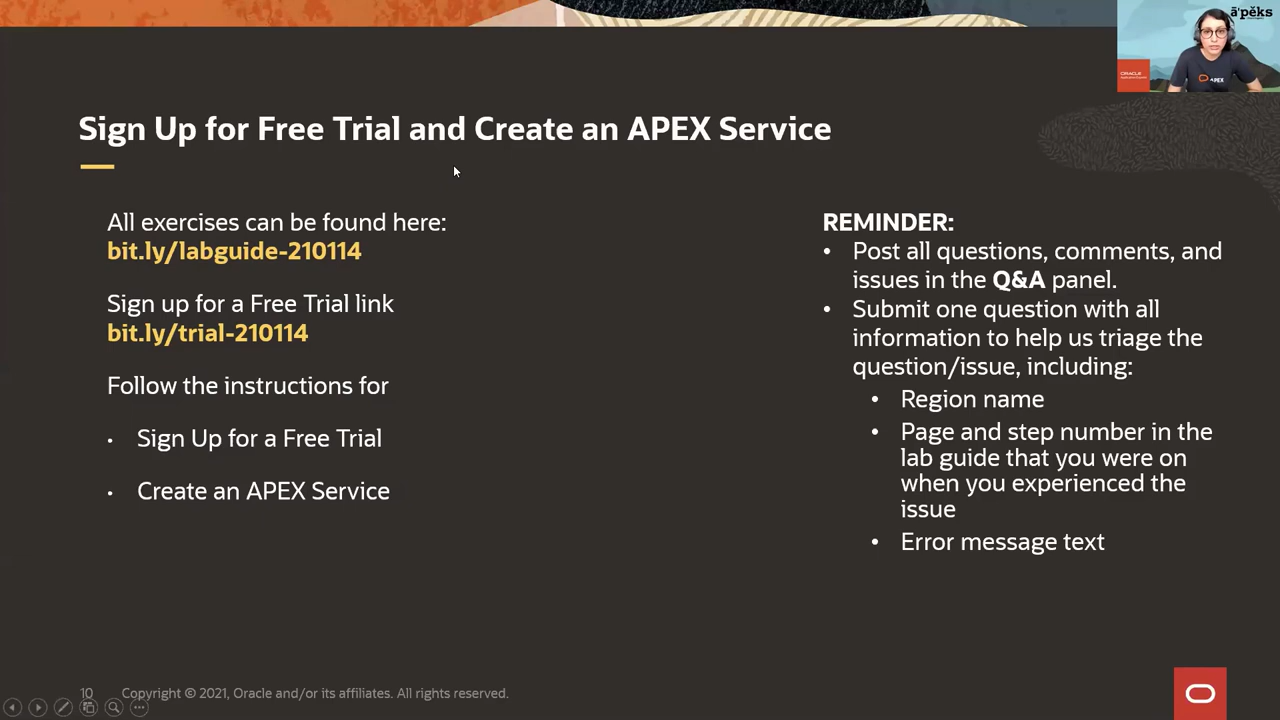 ā'pěks
ORACLE
APEX
Sign Up for Free Trial and Create an APEX Service
All exercises can be found here:
bit.ly/labguide-210114
Sign up for a Free Trial link
bit.ly/trial-210114
Follow the instructions for
• Sign Up for a Free Trial
• Create an APEX Service
REMINDER:
• Post all questions, comments, and
issues in the Q&A panel.
• Submit one question with all
information to help us triage the
question/issue, including:
• Region name
• Page and step number in the
lab guide that you were on
when you experienced the
issue
• Error message text
10 Copyright © 2021, Oracle and/or its affiliates. All rights reserved.